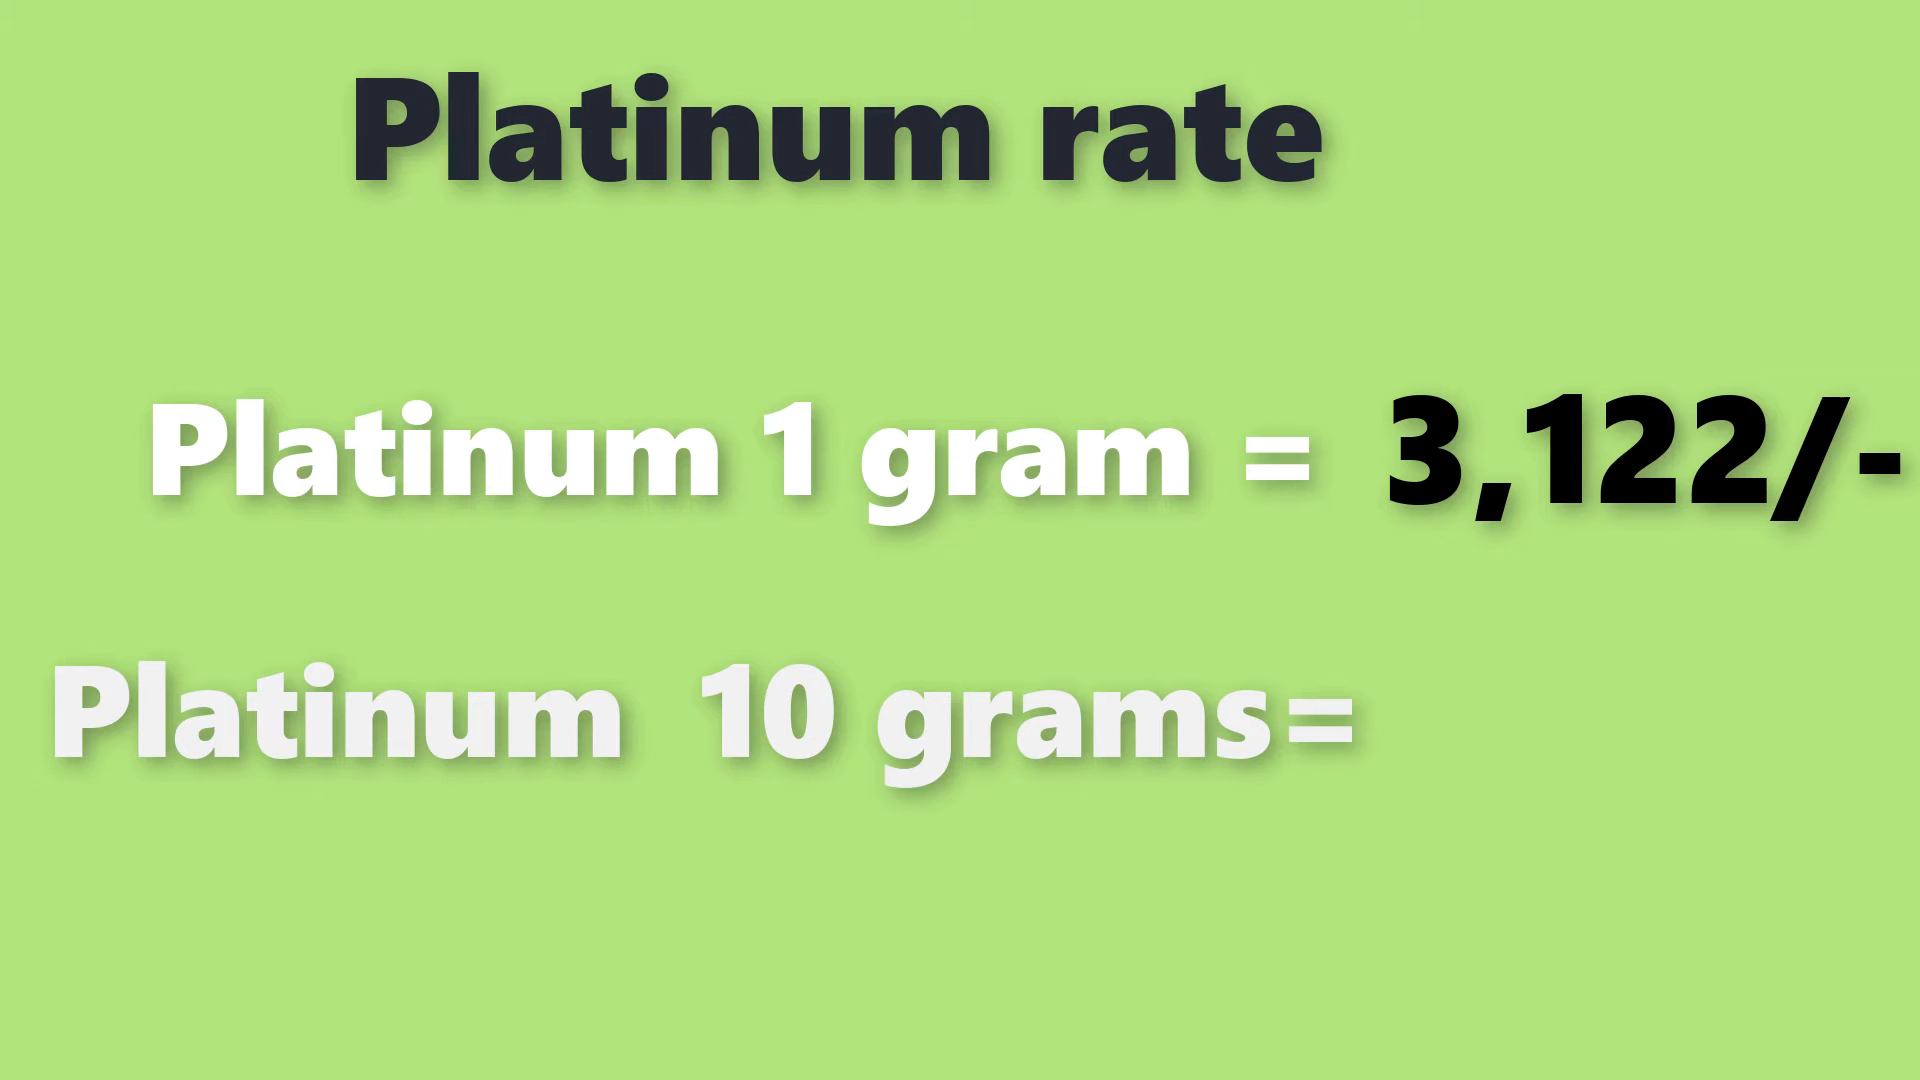 Platinum rate
Platinum 1 gram = 3,122/-
Platinum 10 grams=